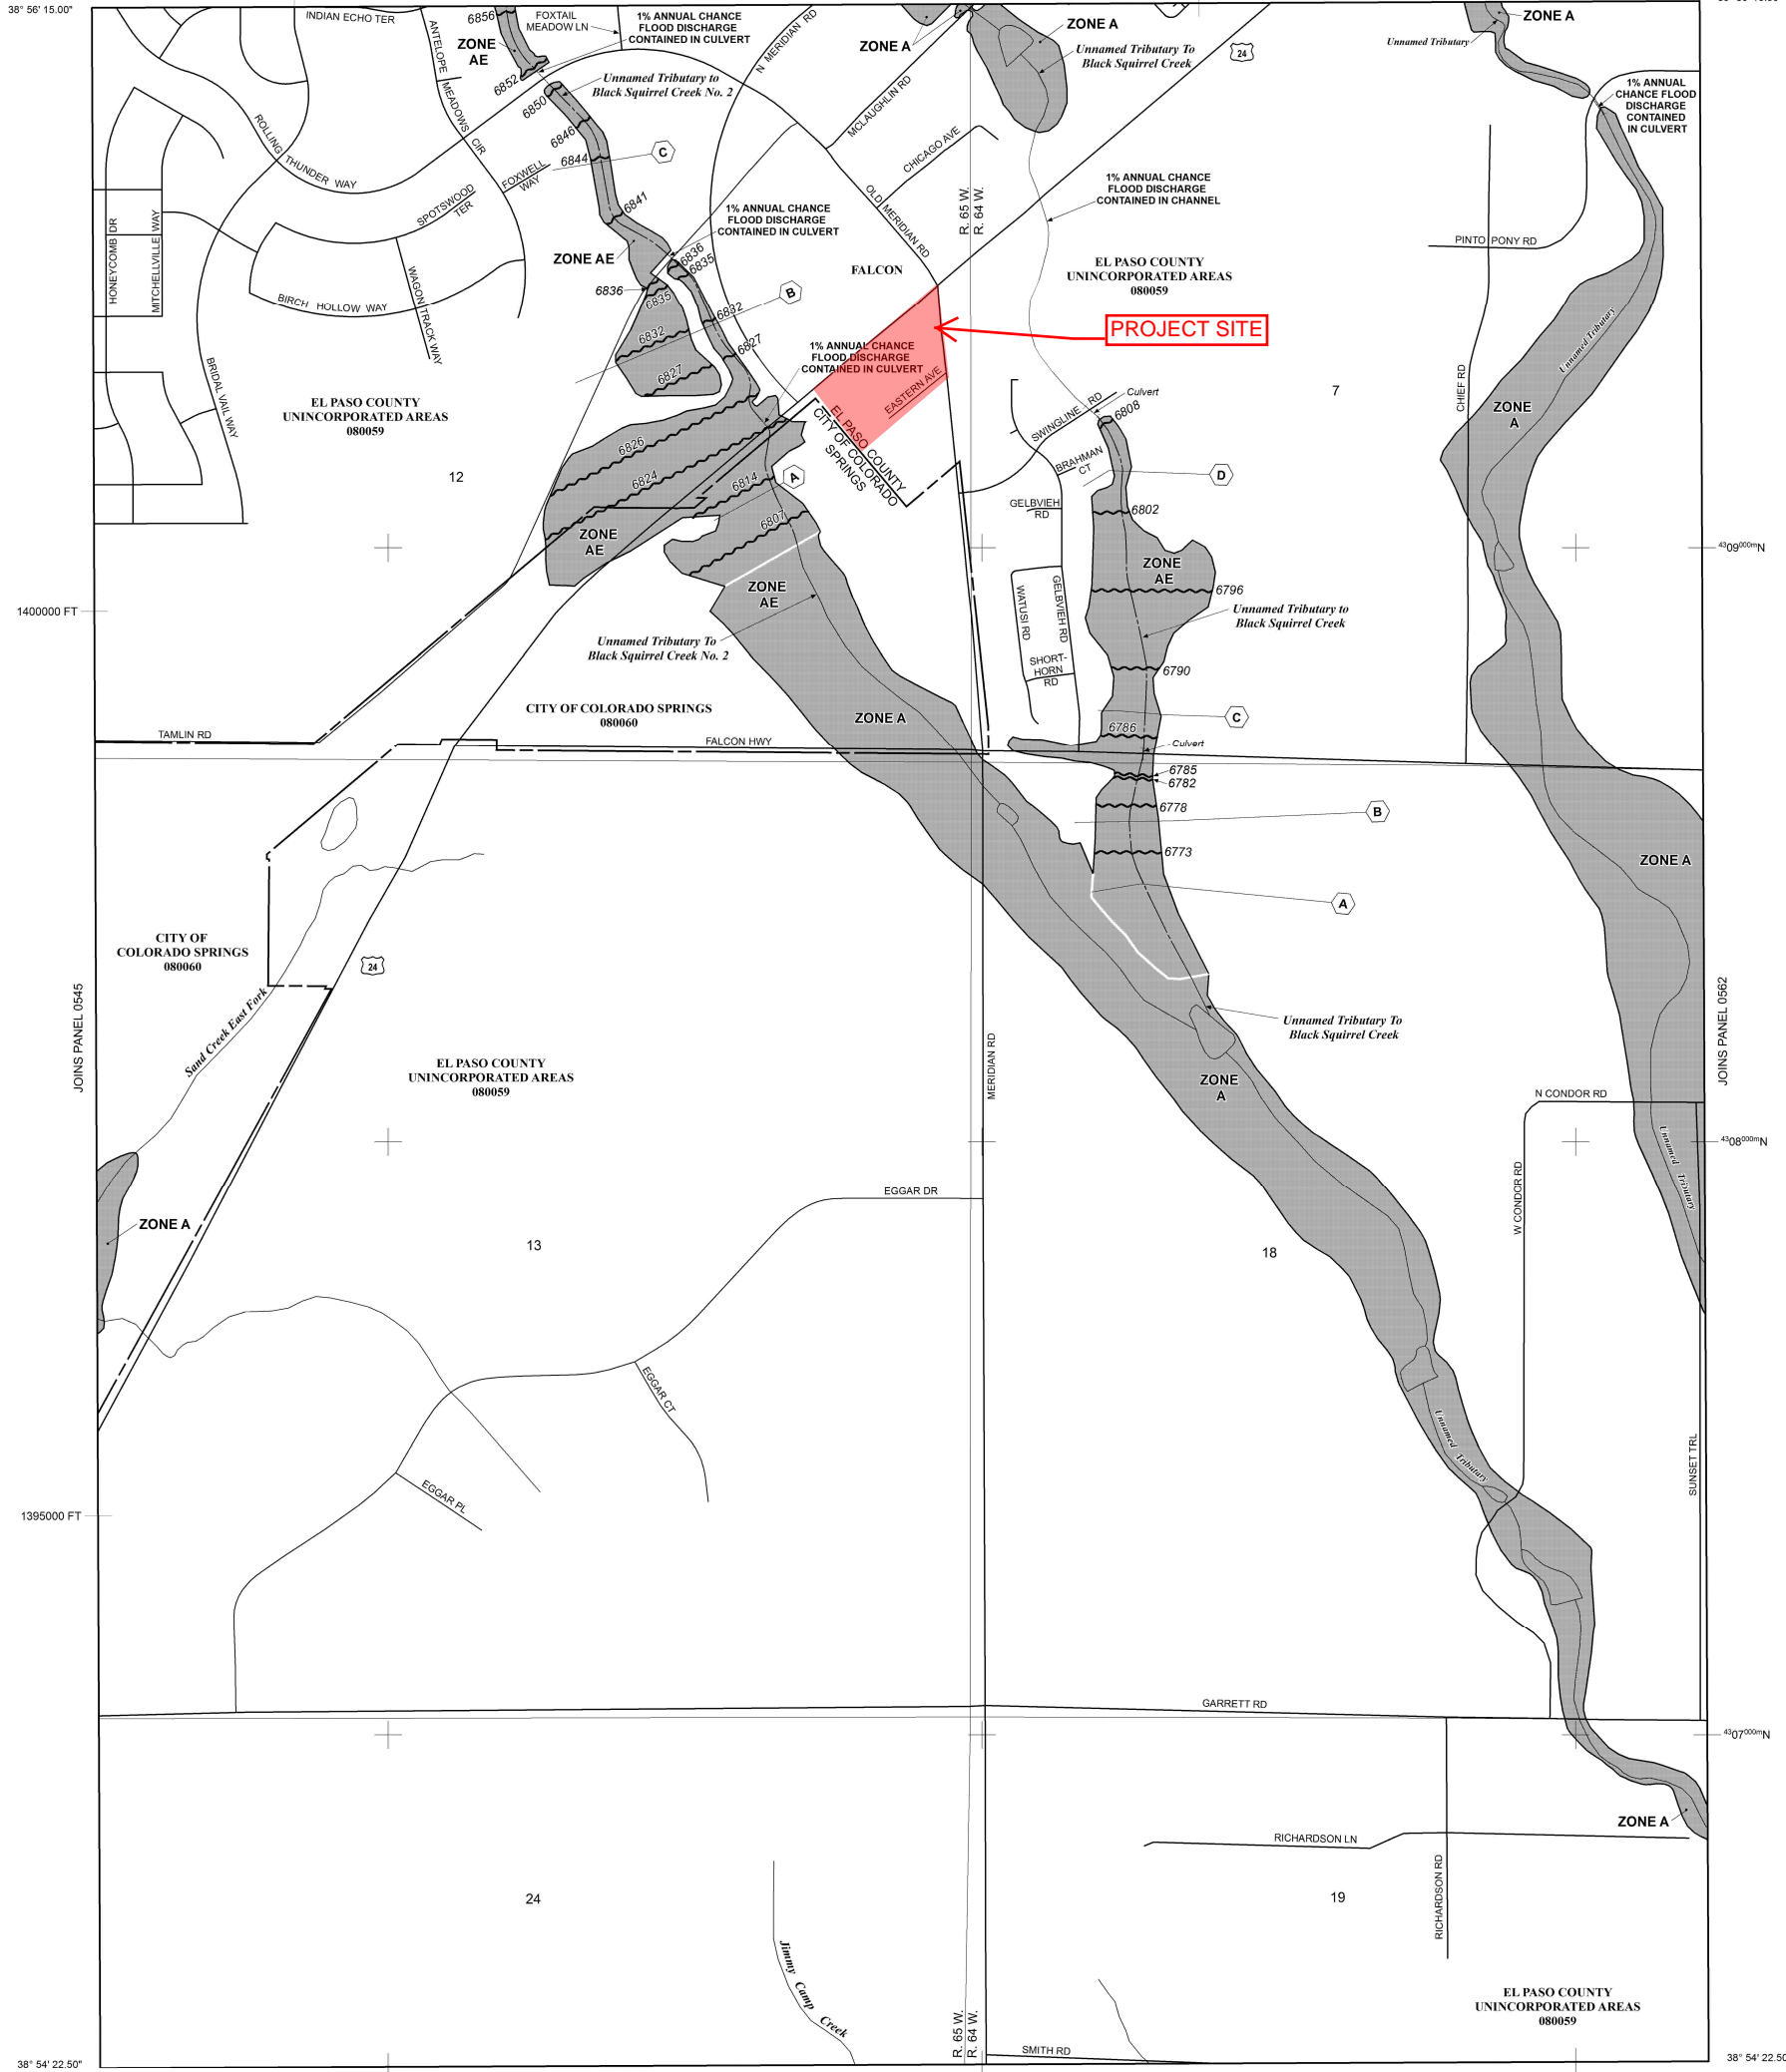 38° 56' 15.00"
INDIAN ECHO TER
ANTELOPE
MEADOWS
CIR
6856
FOXTAIL
MEADOW LN
1% ANNUAL CHANCE
FLOOD DISCHARGE
CONTAINED IN CULVERT
ZONE
AE
6852
6850
Unnamed Tributary to
Black Squirrel Creek No. 2
6846
6844
C
6841
N MERIDIAN RD
ZONE A
MCLAUGHLIN RD
ZONE A
Unnamed Tributary To
Black Squirrel Creek
24
ZONE A
Unnamed Tributary
1% ANNUAL
CHANCE FLOOD
DISCHARGE
CONTAINED
IN CULVERT
ROLLING
THUNDER WAY
SPOTSWOOD
TER
FOXWELL
WAY
CHICAGO AVE
OLD MERIDIAN RD
R. 65 W.
R. 64 W.
1% ANNUAL CHANCE
FLOOD DISCHARGE
CONTAINED IN CHANNEL
1% ANNUAL CHANCE
FLOOD DISCHARGE
CONTAINED IN CULVERT
HONEYCOMB DR
MITCHELLVILLE WAY
BIRCH HOLLOW WAY
WAGONTRACK WAY
BRIDAL VAIL WAY
ZONE AE
6836
6835
6836
6835
6832
6832
6827
6827
B
FALCON
EL PASO COUNTY
UNINCORPORATED AREAS
080059
PINTO PONY RD
PROJECT SITE
1% ANNUAL CHANCE
FLOOD DISCHARGE
CONTAINED IN CULVERT
EASTERN AVE
EL PASO COUNTY
CITY OF COLORADO
SPRINGS
EL PASO COUNTY
UNINCORPORATED AREAS
080059
12
7
CHIEF RD
Unnamed Tributary
ZONE
A
6826
6824
6814
A
6807
ZONE
AE
ZONE
AE
Culvert
6808
SWINGLINE RD
BRAHMAN
CT
D
GELBVIEH
RD
6802
ZONE
AE
6796
Unnamed Tributary to
Black Squirrel Creek
WATUSI RD
GELBVIEH RD
SHORT-
HORN
RD
6790
C
6786
Culvert
6785
6782
6778
B
6773
A
4309000mN
1400000 FT
Unnamed Tributary To
Black Squirrel Creek No. 2
CITY OF COLORADO SPRINGS
080060
ZONE A
TAMLIN RD
FALCON HWY
ZONE A
CITY OF
COLORADO SPRINGS
080060
24
Sand Creek East Fork
JOINS PANEL 0545
JOINS PANEL 0562
EL PASO COUNTY
UNINCORPORATED AREAS
080059
MERIDIAN RD
Unnamed Tributary To
Black Squirrel Creek
ZONE
A
N CONDOR RD
4308000mN
Unnamed Tributary
W CONDOR RD
EGGAR DR
ZONE A
13
18
EGGAR CT
EGGAR PL
Unnamed Tributary
SUNSET TRL
1395000 FT
GARRETT RD
4307000mN
ZONE A
RICHARDSON LN
RICHARDSON RD
24
19
Jimmy Camp Creek
R. 65 W.
R. 64 W.
EL PASO COUNTY
UNINCORPORATED AREAS
080059
SMITH RD
38° 54' 22.50"
38° 54' 22.50